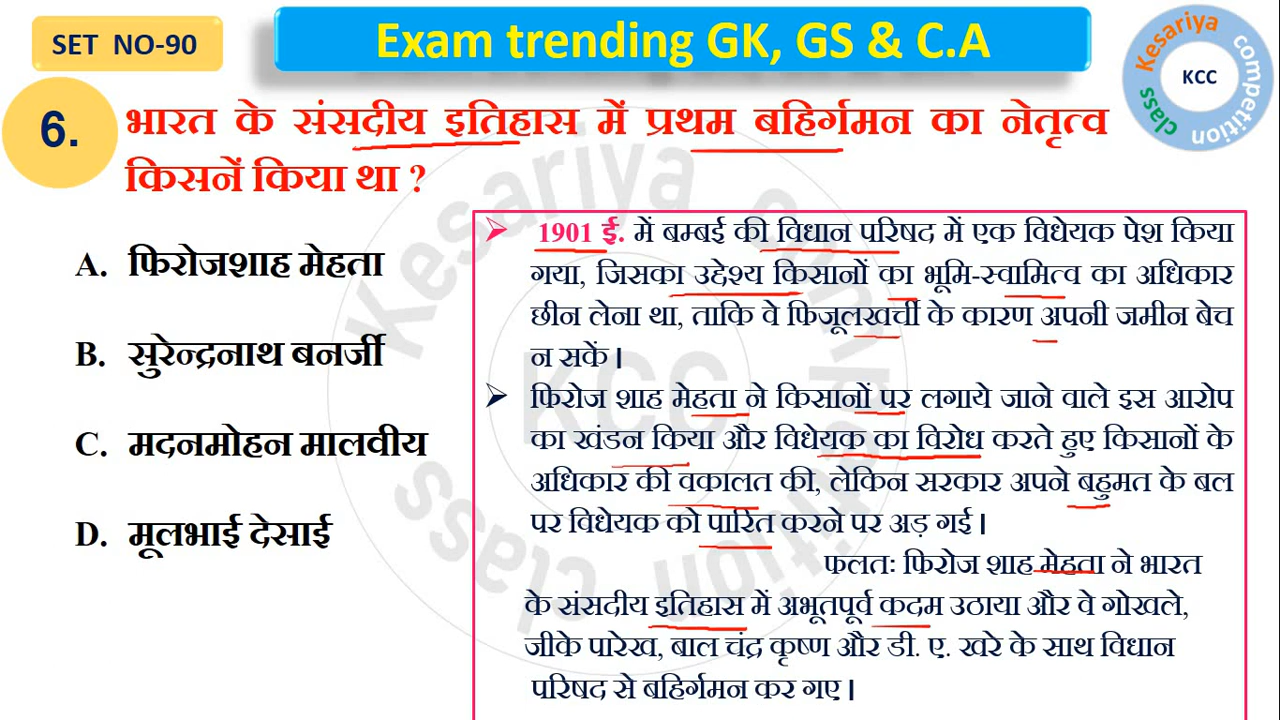 SET NO-90
Exam trending GK, GS & C.A
Kesariya competition class
KCC
6.
भारत के संसदीय इतिहास में प्रथम बहिर्गमन का नेतृत्व
किसनें किया था ?
A. फिरोजशाह मेहता
B. सुरेन्द्रनाथ बनर्जी
C. मदनमोहन मालवीय
D. मूलभाई देसाई
➢ 1901 ई. में बम्बई की विधान परिषद में एक विधेयक पेश किया
गया, जिसका उद्देश्य किसानों का भूमि-स्वामित्व का अधिकार
छीन लेना था, ताकि वे फिजूलखर्ची के कारण अपनी जमीन बेच
न सकें।
➢ फिरोज शाह मेहता ने किसानों पर लगाये जाने वाले इस आरोप
का खंडन किया और विधेयक का विरोध करते हुए किसानों के
अधिकार की वकालत की, लेकिन सरकार अपने बहुमत के बल
पर विधेयक को पारित करने पर अड़ गई।
फलतः फिरोज शाह मेहता ने भारत
के संसदीय इतिहास में अभूतपूर्व कदम उठाया और वे गोखले,
जीके पारेख, बाल चंद्र कृष्ण और डी. ए. खरे के साथ विधान
परिषद से बहिर्गमन कर गए।
Kesariya competition class
KCC